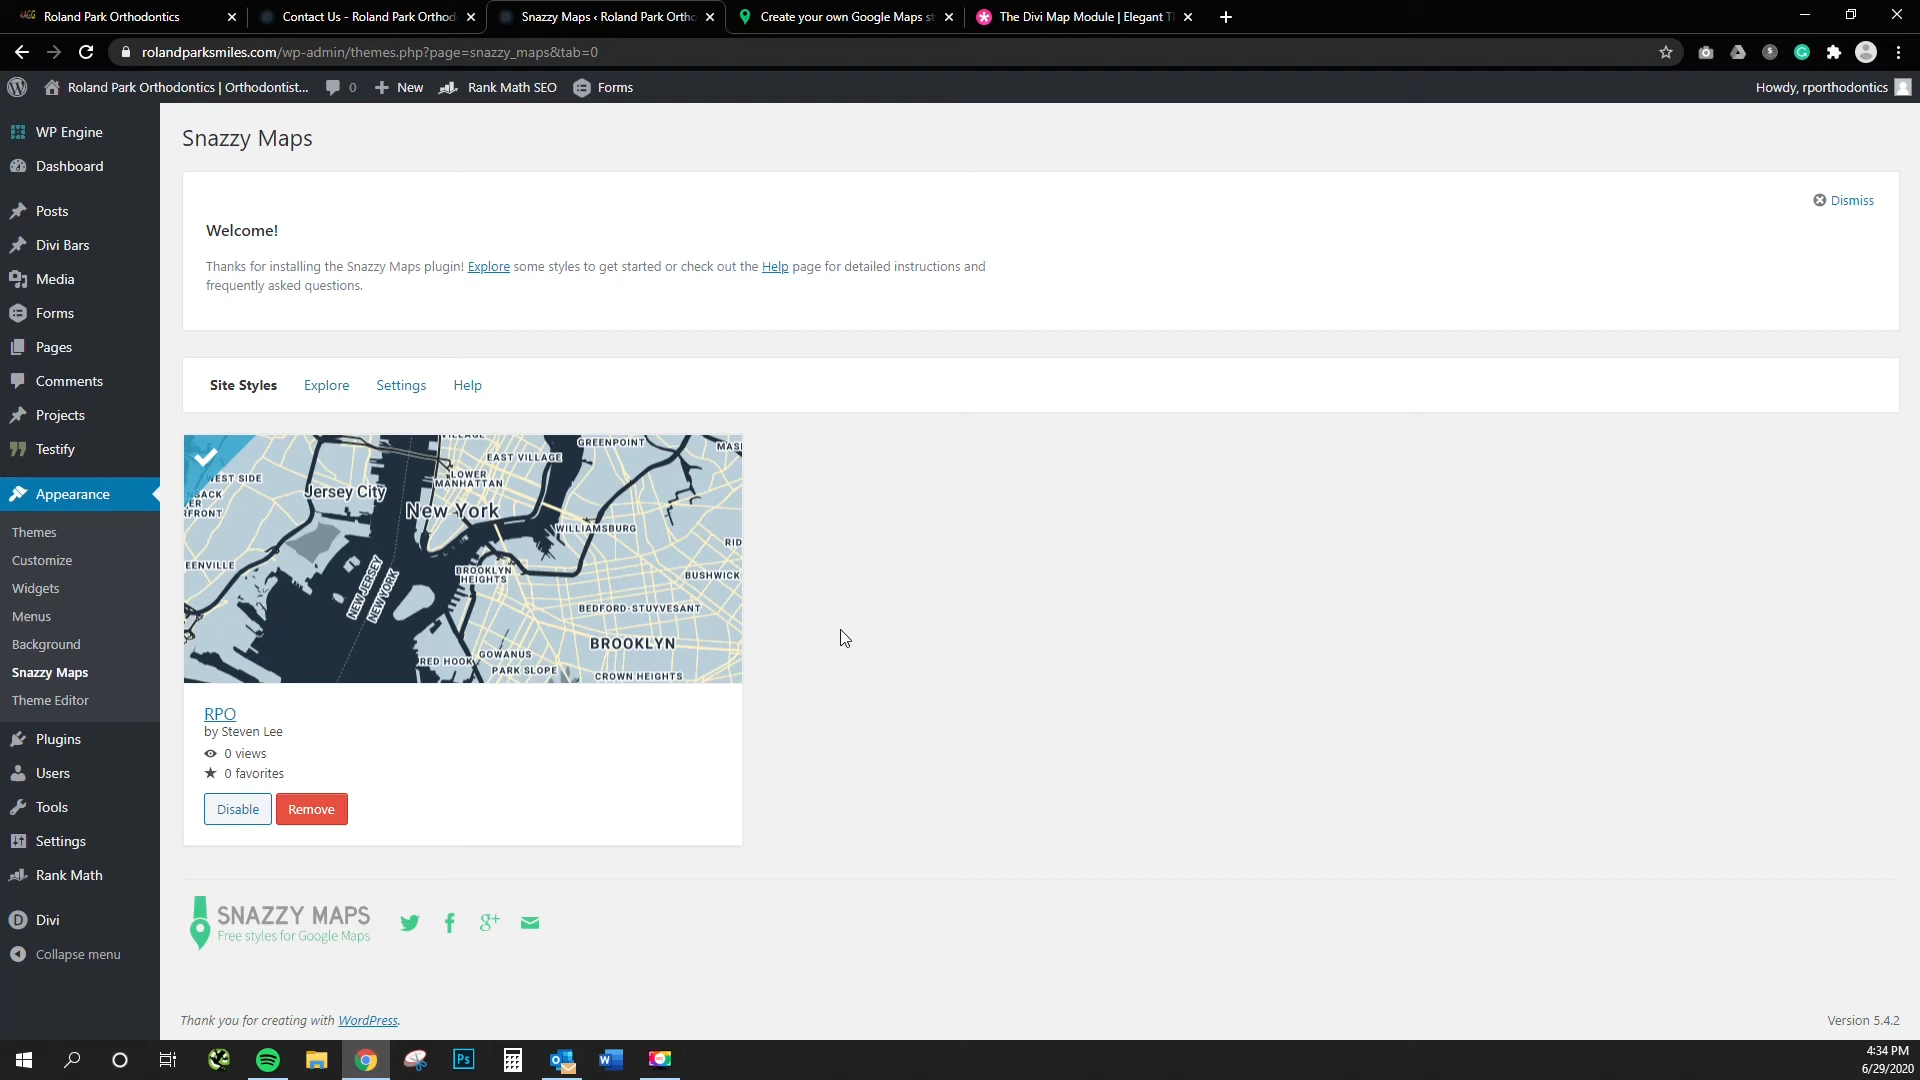 Roland Park Orthodontics
Contact Us - Roland Park Orthod
Snazzy Maps ‹ Roland Park Ortho
Create your own Google Maps st
The Divi Map Module | Elegant T
rolandparksmiles.com/wp-admin/themes.php?page=snazzy_maps&tab=0
Roland Park Orthodontics | Orthodontist...
0
New
Rank Math SEO
Forms
Howdy, rporthodontics
WP Engine
Dashboard
Posts
Divi Bars
Media
Forms
Pages
Comments
Projects
Testify
Appearance
Themes
Customize
Widgets
Menus
Background
Snazzy Maps
Theme Editor
Plugins
Users
Tools
Settings
Rank Math
Divi
Collapse menu
Snazzy Maps
Dismiss
Welcome!
Thanks for installing the Snazzy Maps plugin! Explore some styles to get started or check out the Help page for detailed instructions and
frequently asked questions.
Site Styles
Explore
Settings
Help
VILLAGE
GREENPOINT
MAS
EAST VILLAGE
WEST SIDE
LOWER
MANHATTAN
Jersey City
New York
WILLIAMSBURG
RID
EENVILLE
BROOKLYN
HEIGHTS
BUSHWICK
NEW JERSEY
NEW YORK
BEDFORD-STUYVESANT
BROOKLYN
RED HOOK
GOWANUS
PARK SLOPE
CROWN HEIGHTS
RPO
by Steven Lee
0 views
0 favorites
Disable
Remove
SNAZZY MAPS
Free styles for Google Maps
Thank you for creating with WordPress.
Version 5.4.2
Ps
4:34 PM
6/29/2020